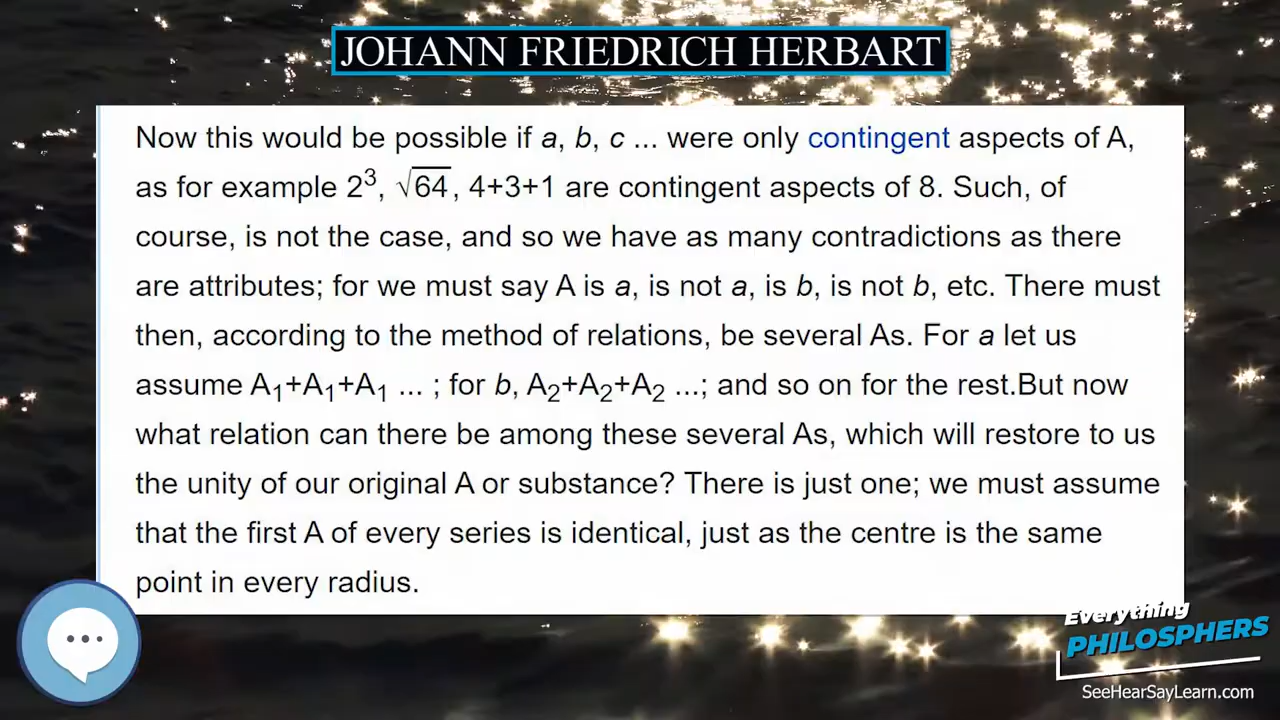 JOHANN FRIEDRICH HERBART
Now this would be possible if a, b, c ... were only contingent aspects of A,
as for example 2³, √64, 4+3+1 are contingent aspects of 8. Such, of
course, is not the case, and so we have as many contradictions as there
are attributes; for we must say A is a, is not a, is b, is not b, etc. There must
then, according to the method of relations, be several As. For a let us
assume A₁+A₁+A₁ ... ; for b, A₂+A₂+A₂ ...; and so on for the rest.But now
what relation can there be among these several As, which will restore to us
the unity of our original A or substance? There is just one; we must assume
that the first A of every series is identical, just as the centre is the same
point in every radius.
Everything
PHILOSPHERS
SeeHearSayLearn.com